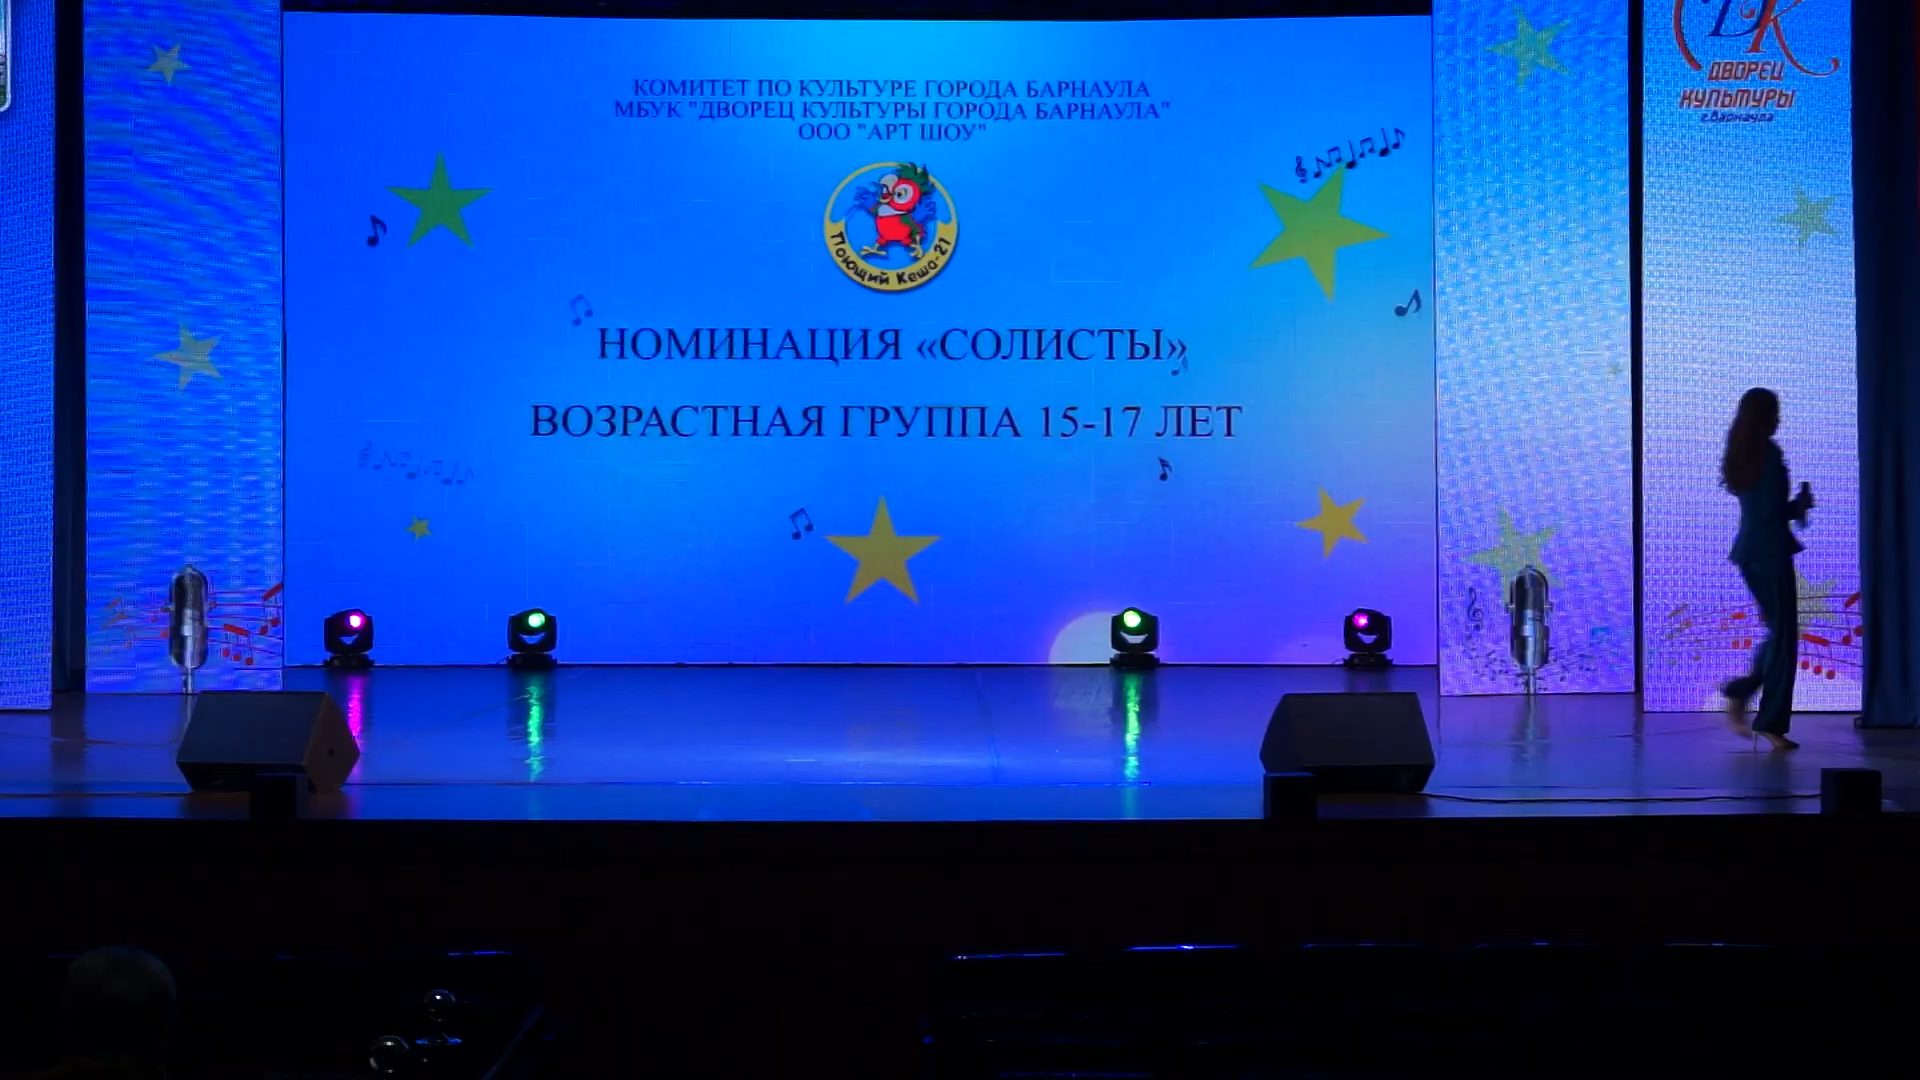 КОМИТЕТ ПО КУЛЬТУРЕ ГОРОДА БАРНАУЛА
МБУК "ДВОРЕЦ КУЛЬТУРЫ ГОРОДА БАРНАУЛА"
ООО "АРТ ШОУ"
Поющий Кеша-21
НОМИНАЦИЯ «СОЛИСТЫ»
ВОЗРАСТНАЯ ГРУППА 15-17 ЛЕТ
ДК
ДВОРЕЦ
КУЛЬТУРЫ
г.Барнаула